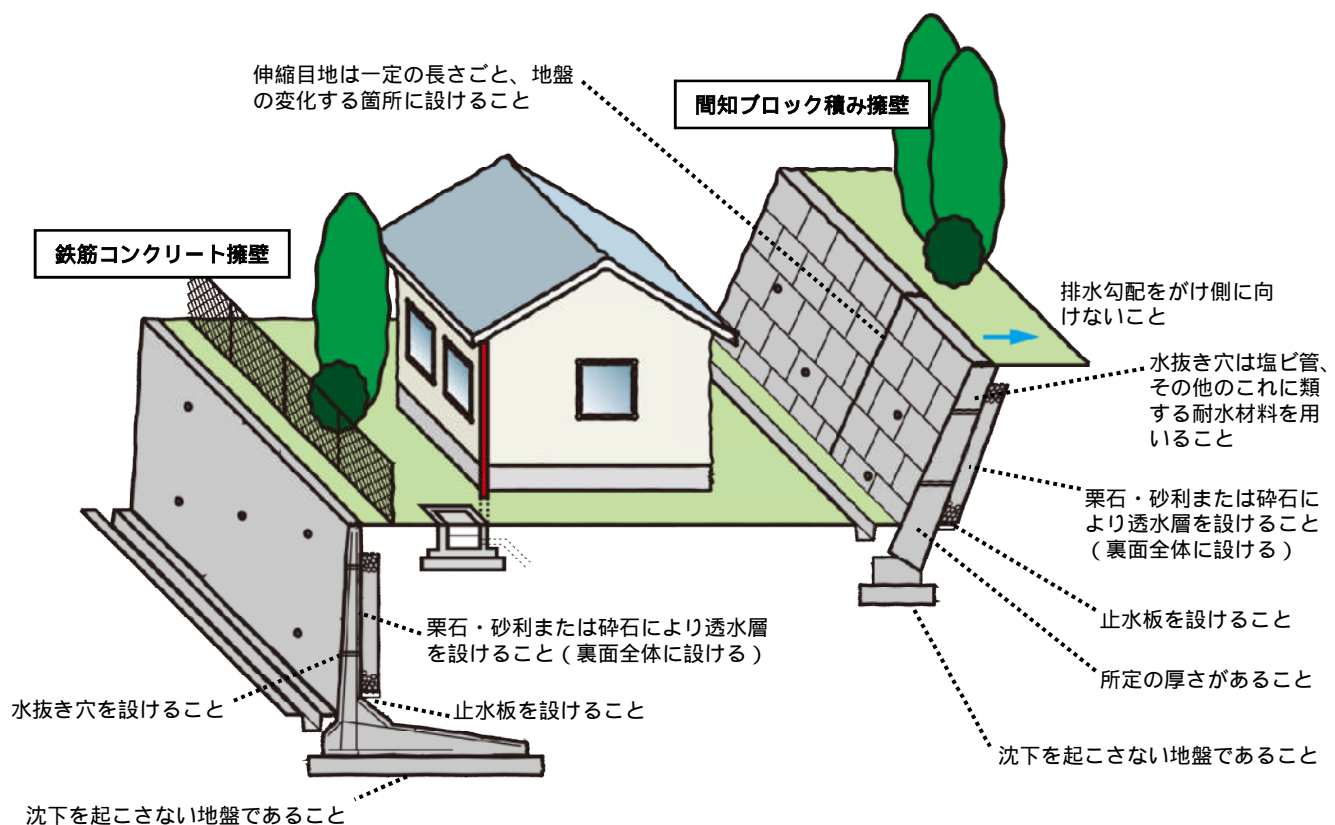 伸縮目地は一定の長さごと、地盤
の変化する箇所に設けること
間知ブロック積み擁壁
鉄筋コンクリート擁壁
排水勾配をがけ側に向
けないこと
水抜き穴は塩ビ管、
その他のこれに類
する耐水材料を用
いること
栗石・砂利または砕石に
より透水層を設けること
（裏面全体に設ける）
止水板を設けること
所定の厚さがあること
沈下を起こさない地盤であること
栗石・砂利または砕石により透水層
を設けること（裏面全体に設ける）
水抜き穴を設けること
止水板を設けること
沈下を起こさない地盤であること